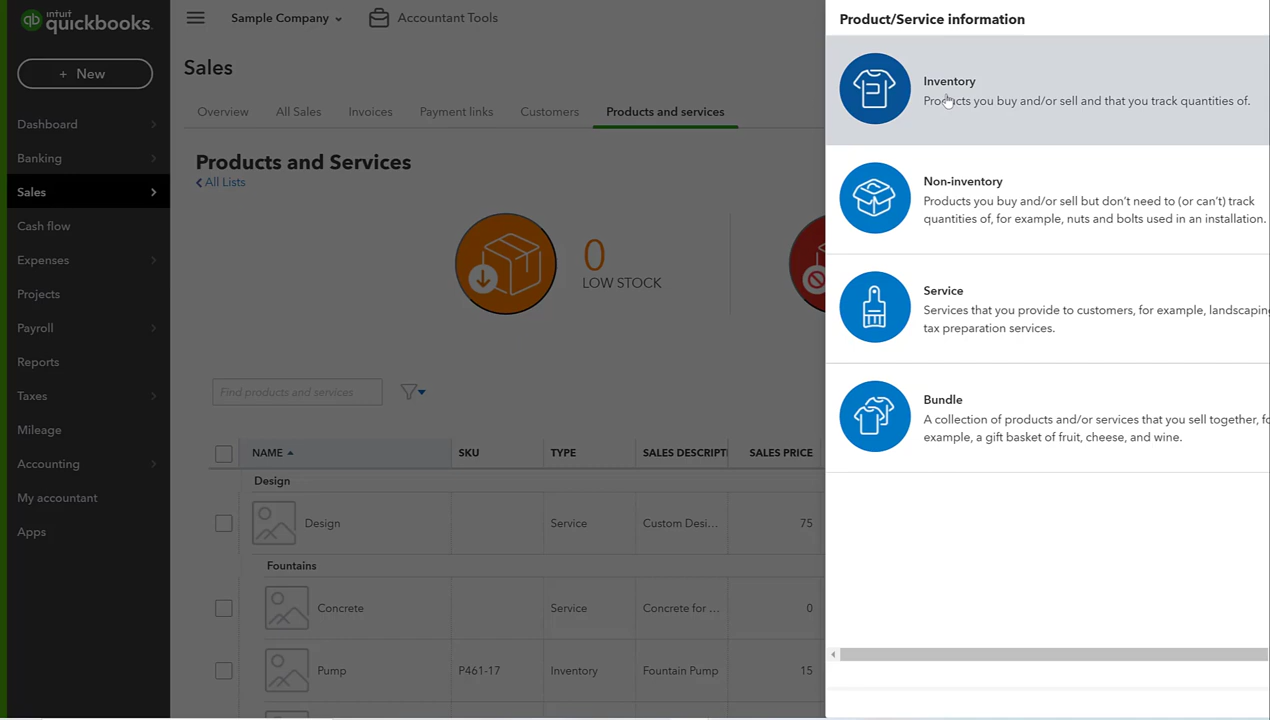 intuit
quickbooks.
+ New
Dashboard
Banking
Sales
Cash flow
Expenses
Projects
Payroll
Reports
Taxes
Mileage
Accounting
My accountant
Apps
Sample Company
Accountant Tools
Sales
Overview
All Sales
Invoices
Payment links
Customers
Products and services
Products and Services
All Lists
0
LOW STOCK
Find products and services
NAME
SKU
TYPE
SALES DESCRIPTI
SALES PRICE
Design
Design
Service
Custom Desi...
75
Fountains
Concrete
Service
Concrete for ...
0
Pump
P461-17
Inventory
Fountain Pump
15
Product/Service information
Inventory
Products you buy and/or sell and that you track quantities of.
Non-inventory
Products you buy and/or sell but don't need to (or can't) track
quantities of, for example, nuts and bolts used in an installation.
Service
Services that you provide to customers, for example, landscaping
tax preparation services.
Bundle
A collection of products and/or services that you sell together, fo
example, a gift basket of fruit, cheese, and wine.